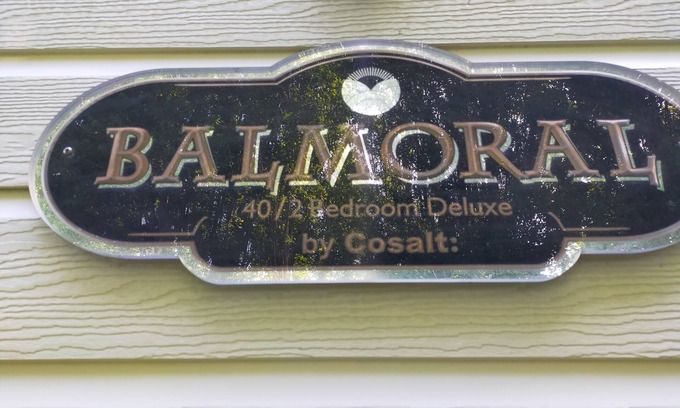 BALMORAL
40/2 Bedroom Deluxe
by Cosalt: